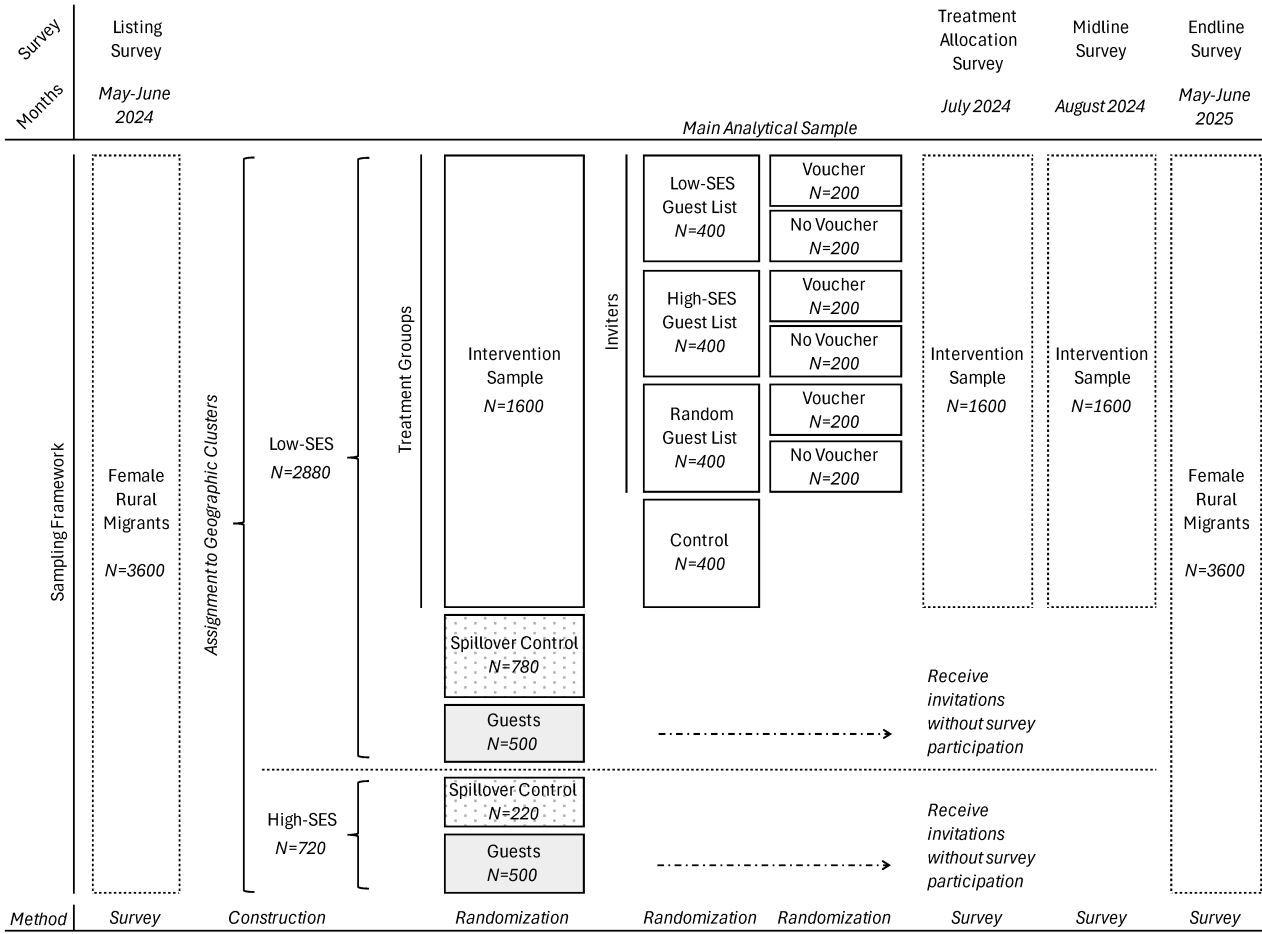 Survey
Listing
Survey
Treatment
Allocation
Survey
Midline
Survey
Endline
Survey
Months
May-June
2024
July 2024
August 2024
May-June
2025
Main Analytical Sample
Sampling Framework
Female
Rural
Migrants
N=3600
Assignment to Geographic Clusters
Low-SES
N=2880
Treatment Grouops
Intervention
Sample
N=1600
Inviters
Low-SES
Guest List
N=400
Voucher
N=200
No Voucher
N=200
High-SES
Guest List
N=400
Voucher
N=200
No Voucher
N=200
Random
Guest List
N=400
Voucher
N=200
No Voucher
N=200
Control
N=400
Intervention
Sample
N=1600
Intervention
Sample
N=1600
Female
Rural
Migrants
N=3600
Spillover Control
N=780
Guests
N=500
Receive
invitations
without survey
participation
High-SES
N=720
Spillover Control
N=220
Guests
N=500
Receive
invitations
without survey
participation
Method
Survey
Construction
Randomization
Randomization
Randomization
Survey
Survey
Survey